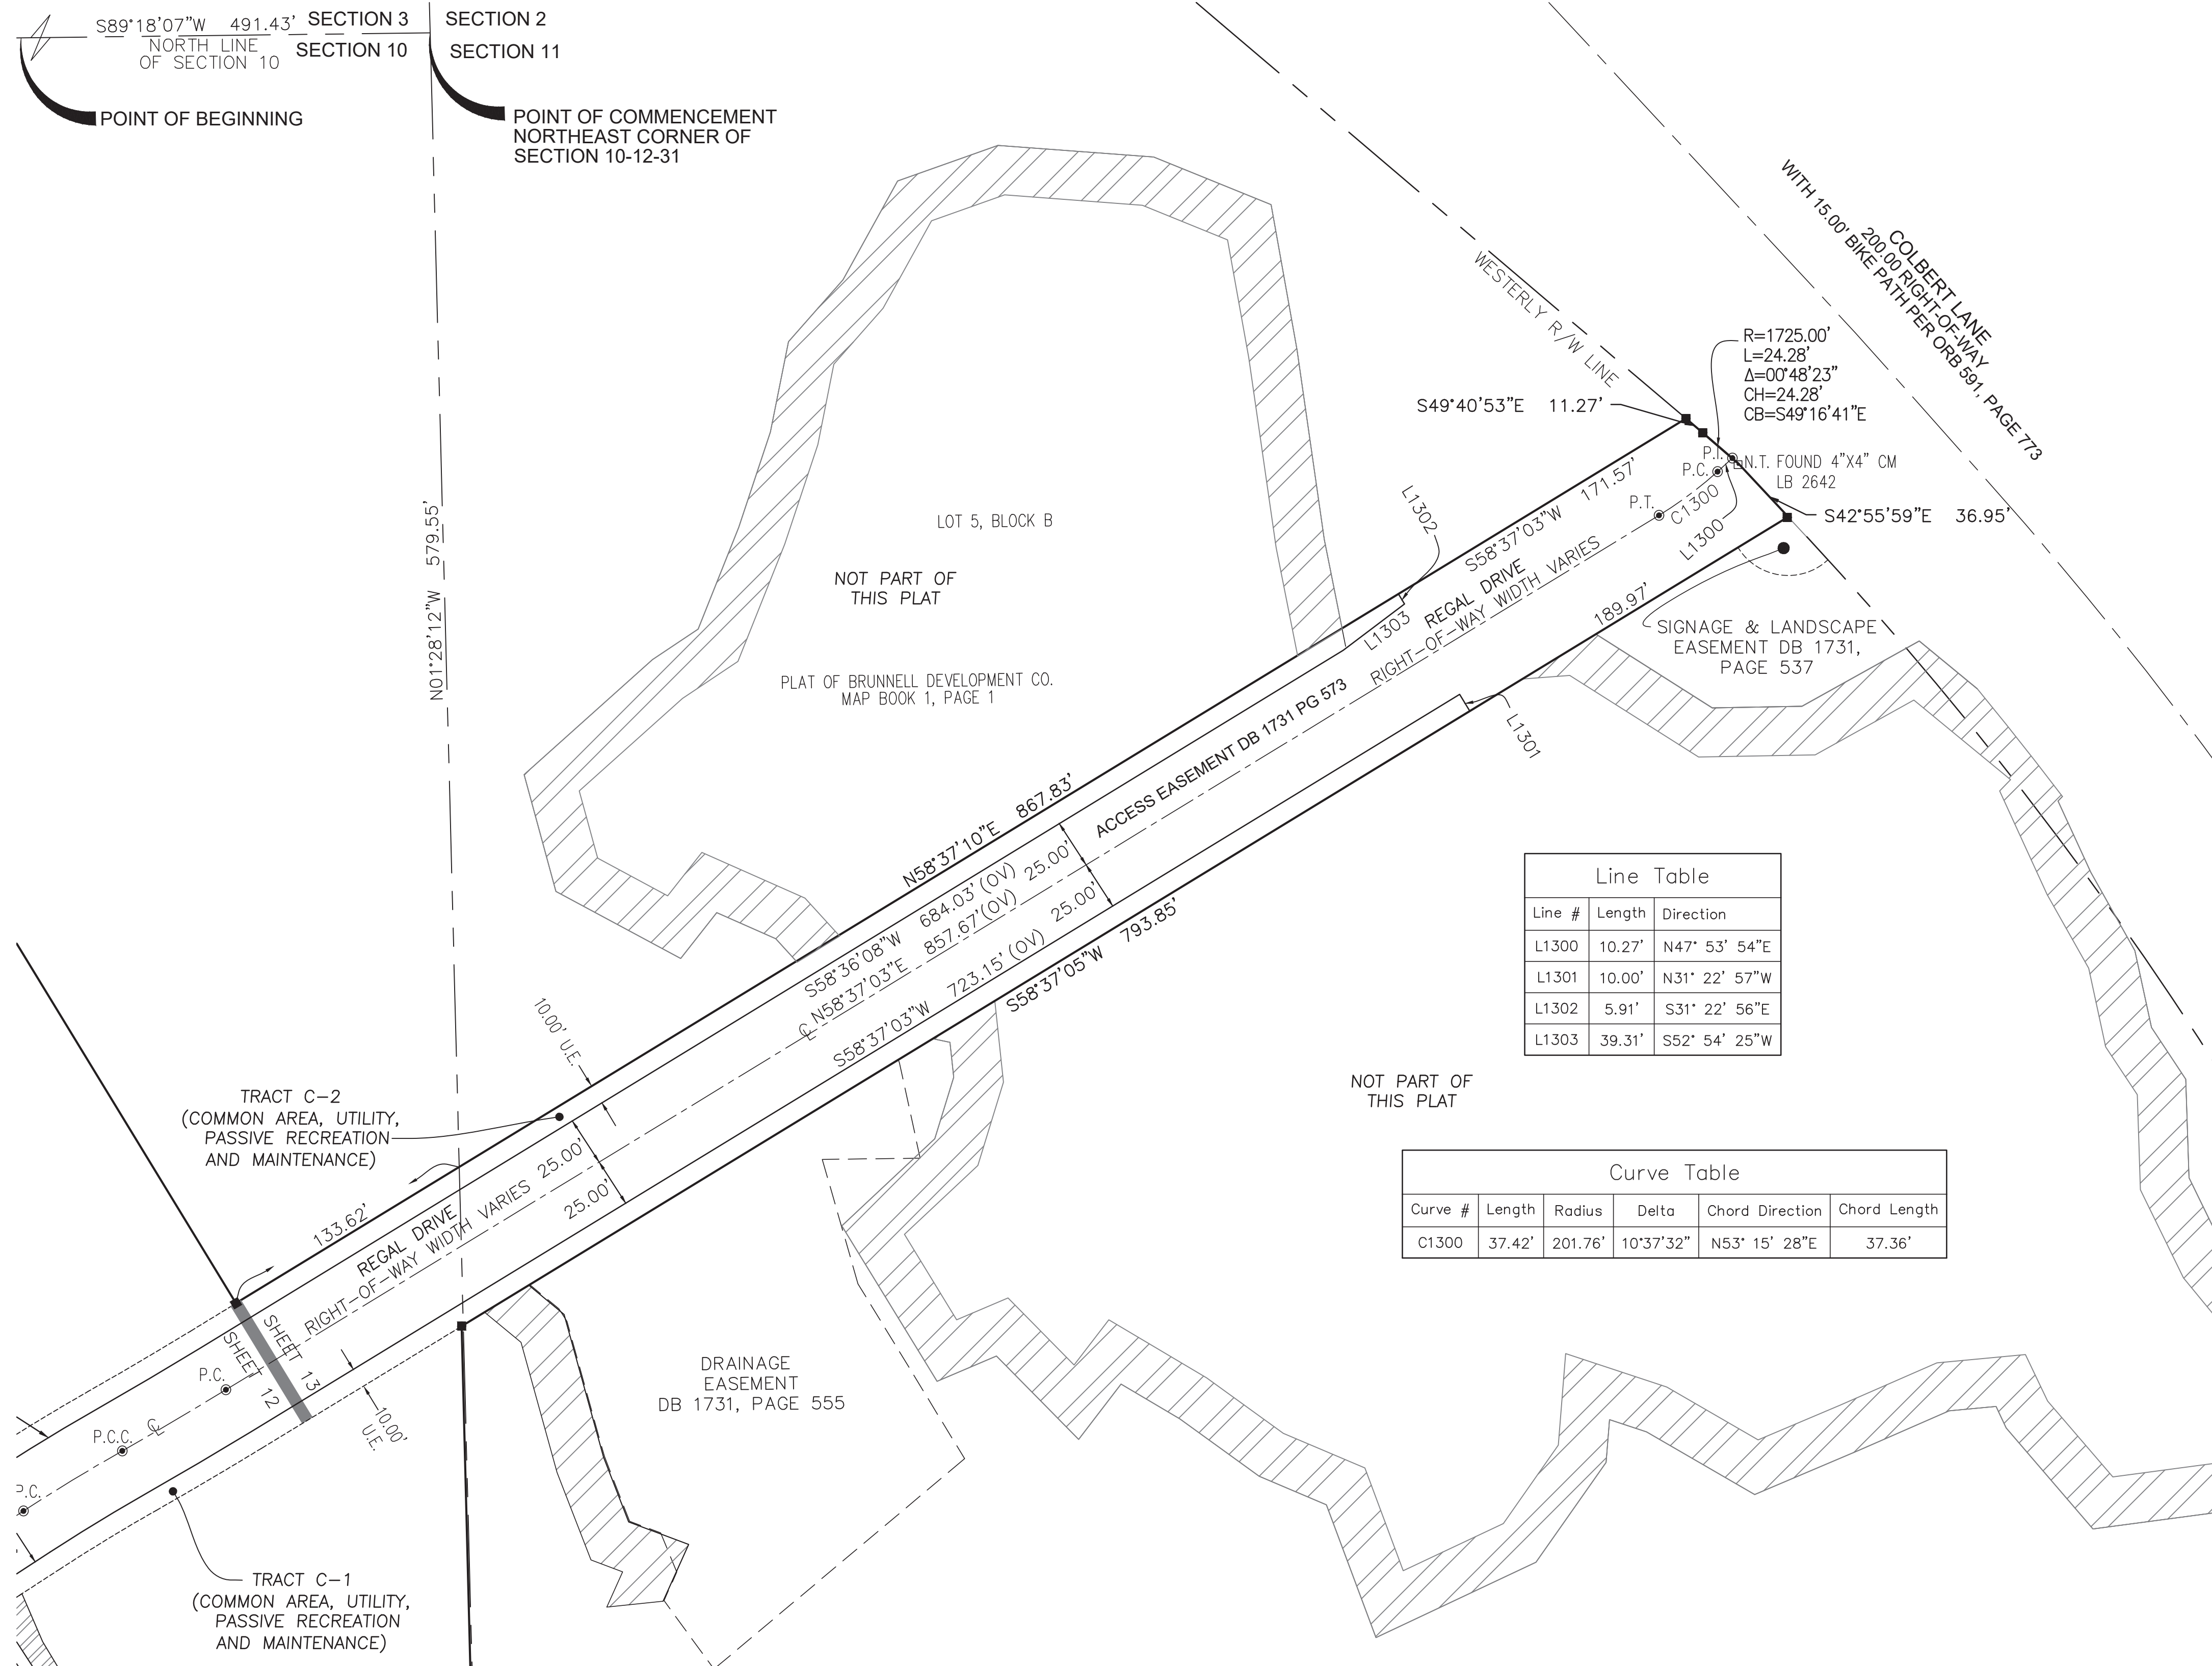 S89°18'07"W 491.43'
NORTH LINE
OF SECTION 10
SECTION 3
SECTION 10
SECTION 2
SECTION 11
POINT OF BEGINNING
POINT OF COMMENCEMENT
NORTHEAST CORNER OF
SECTION 10-12-31
N01°28'12"W 579.55'
WESTERLY R/W LINE
COLBERT LANE
200.00 RIGHT-OF-WAY
WITH 15.00' BIKE PATH PER ORB 591, PAGE 773
R=1725.00'
L=24.28'
Δ=00°48'23"
CH=24.28'
CB=S49°16'41"E
S49°40'53"E 11.27'
P.I.
P.C.
N.T. FOUND 4"X4" CM
LB 2642
P.T.
C1300
L1300
S42°55'59"E 36.95'
S58°37'03"W 171.57'
L1302
L1303
REGAL DRIVE
RIGHT-OF-WAY WIDTH VARIES
189.97'
SIGNAGE & LANDSCAPE
EASEMENT DB 1731,
PAGE 537
L1301
LOT 5, BLOCK B
NOT PART OF
THIS PLAT
PLAT OF BRUNNELL DEVELOPMENT CO.
MAP BOOK 1, PAGE 1
ACCESS EASEMENT DB 1731 PG 573
N58°37'10"E 867.83'
S58°36'08"W 684.03'(OV)
25.00'
℄ N58°37'03"E 857.67'(OV)
25.00'
S58°37'03"W 723.15'(OV)
S58°37'05"W 793.85'
Line Table
Line # Length Direction
L1300 10.27' N47° 53' 54"E
L1301 10.00' N31° 22' 57"W
L1302 5.91' S31° 22' 56"E
L1303 39.31' S52° 54' 25"W
10.00' U.E.
TRACT C-2
(COMMON AREA, UTILITY,
PASSIVE RECREATION
AND MAINTENANCE)
NOT PART OF
THIS PLAT
Curve Table
Curve # Length Radius Delta Chord Direction Chord Length
C1300 37.42' 201.76' 10°37'32" N53° 15' 28"E 37.36'
133.62'
REGAL DRIVE
RIGHT-OF-WAY WIDTH VARIES
25.00'
25.00'
SHEET 13
SHEET 12
P.C.
P.C.C.
℄
P.C.
10.00'
U.E.
DRAINAGE
EASEMENT
DB 1731, PAGE 555
TRACT C-1
(COMMON AREA, UTILITY,
PASSIVE RECREATION
AND MAINTENANCE)